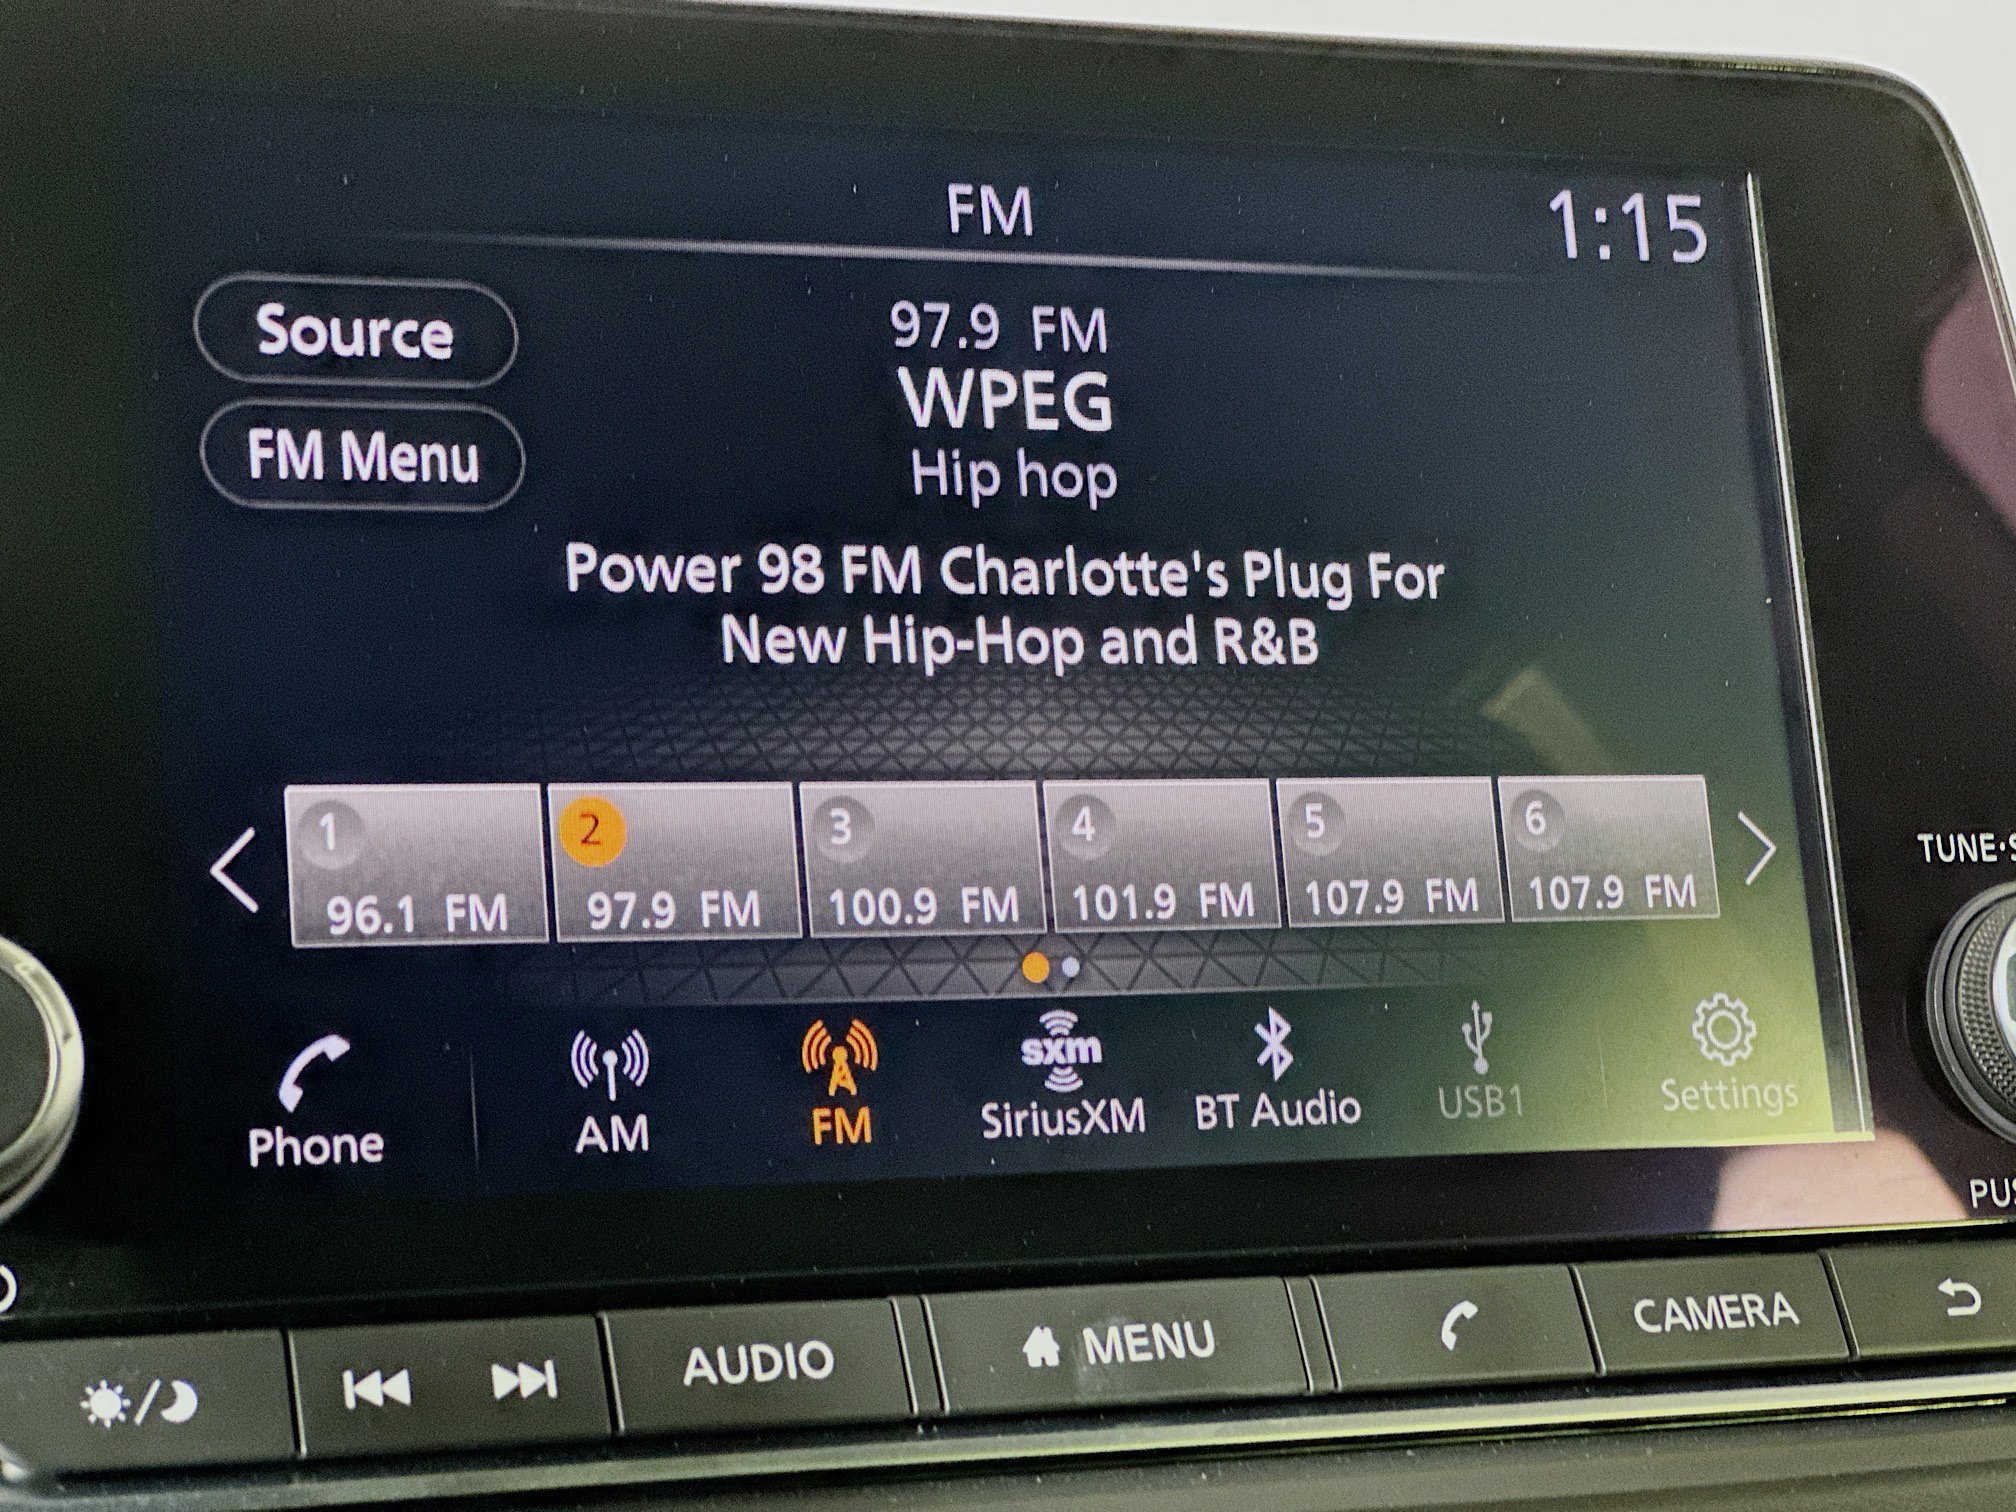 FM
1:15
Source
FM Menu
97.9 FM
WPEG
Hip hop
Power 98 FM Charlotte's Plug For
New Hip-Hop and R&B
1 2 3 4 5 6
96.1 FM 97.9 FM 100.9 FM 101.9 FM 107.9 FM 107.9 FM
sxm
Phone AM FM SiriusXM BT Audio USB1 Settings
TUNE·S
PUS
AUDIO MENU CAMERA